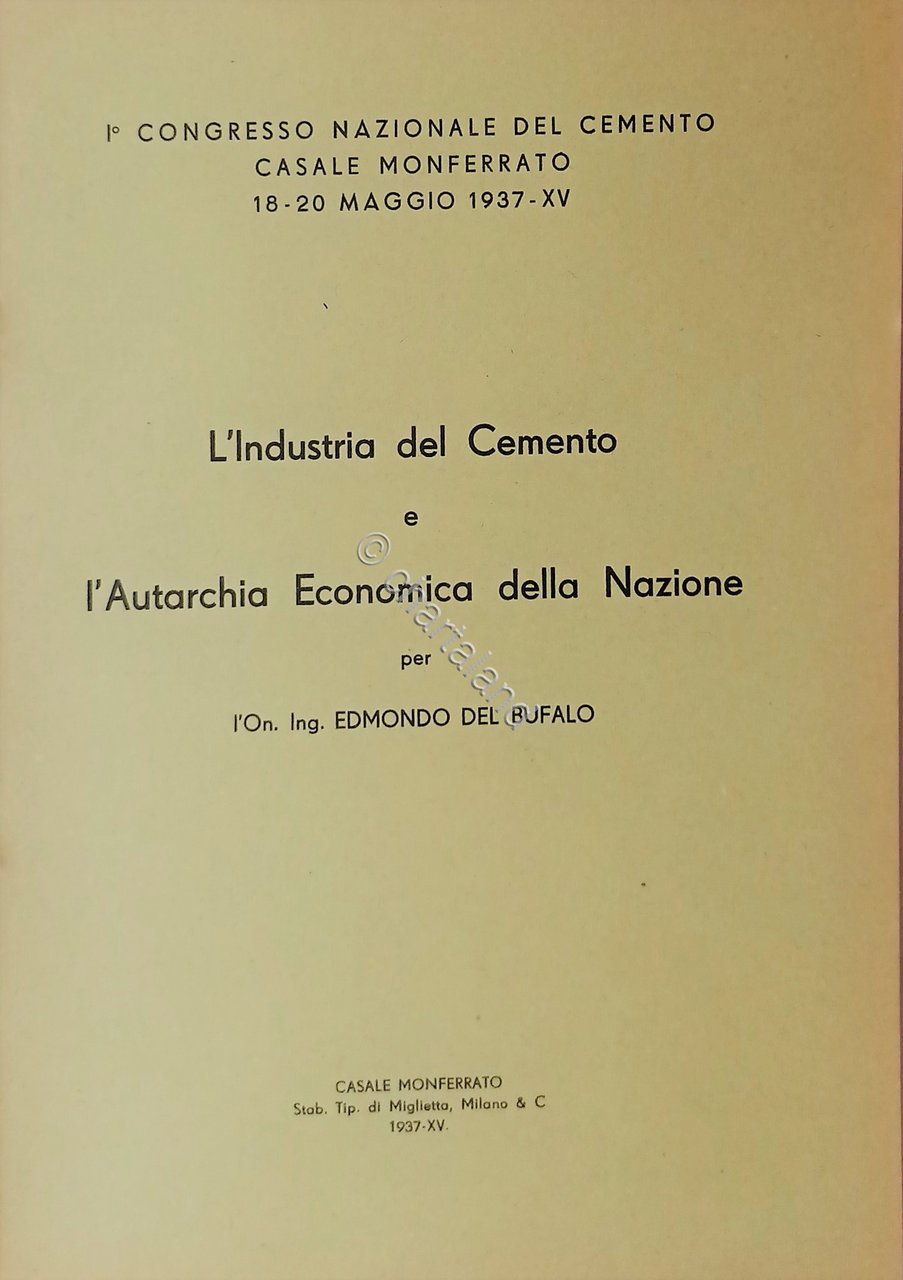 I° CONGRESSO NAZIONALE DEL CEMENTO
CASALE MONFERRATO
18-20 MAGGIO 1937-XV
L'Industria del Cemento
e
l'Autarchia Economica della Nazione
per
l'On. Ing. EDMONDO DEL BUFALO
© chartaland
CASALE MONFERRATO
Stab. Tip. di Miglietta, Milano & C
1937-XV.